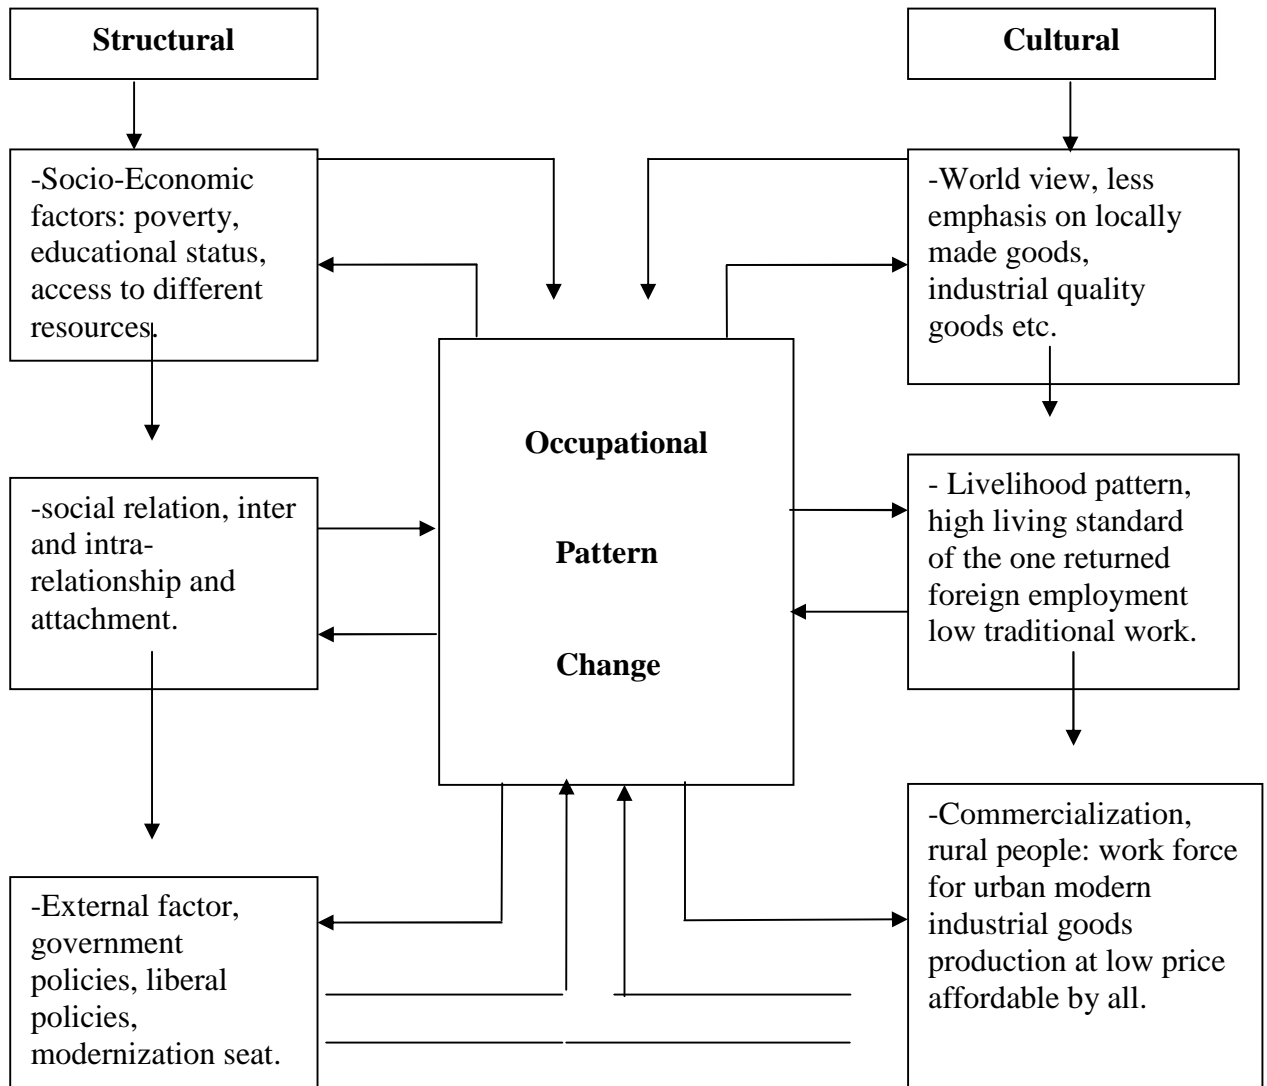 Structural
Cultural
-Socio-Economic
factors: poverty,
educational status,
access to different
resources.
-World view, less
emphasis on locally
made goods,
industrial quality
goods etc.
Occupational
Pattern
Change
-social relation, inter
and intra-
relationship and
attachment.
- Livelihood pattern,
high living standard
of the one returned
foreign employment
low traditional work.
-External factor,
government
policies, liberal
policies,
modernization seat.
-Commercialization,
rural people: work force
for urban modern
industrial goods
production at low price
affordable by all.